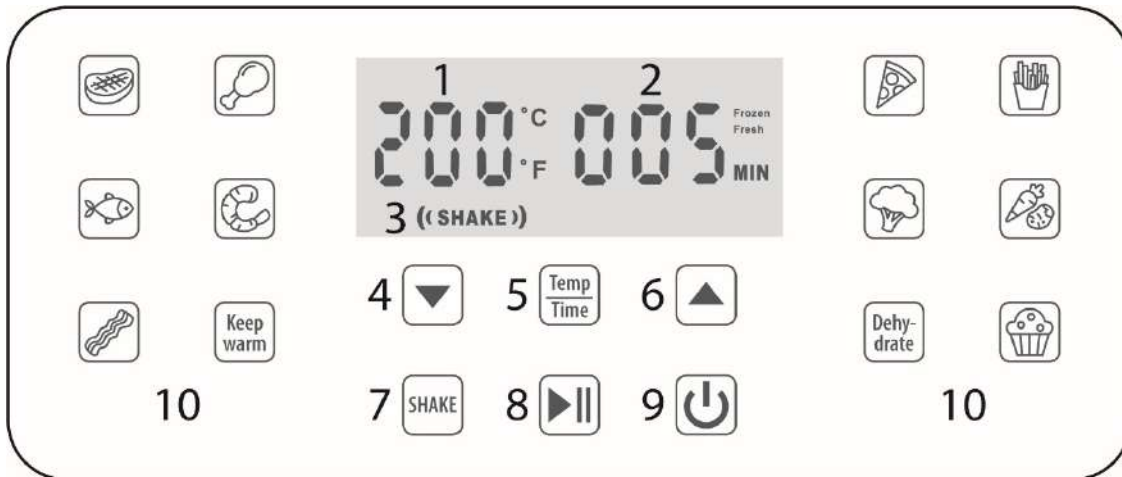 1
2
200 °C
°F
005
Frozen
Fresh
MIN
3 ((SHAKE))
4
5 Temp
Time
6
Keep
warm
Dehy-
drate
10
7 SHAKE
8
9
10